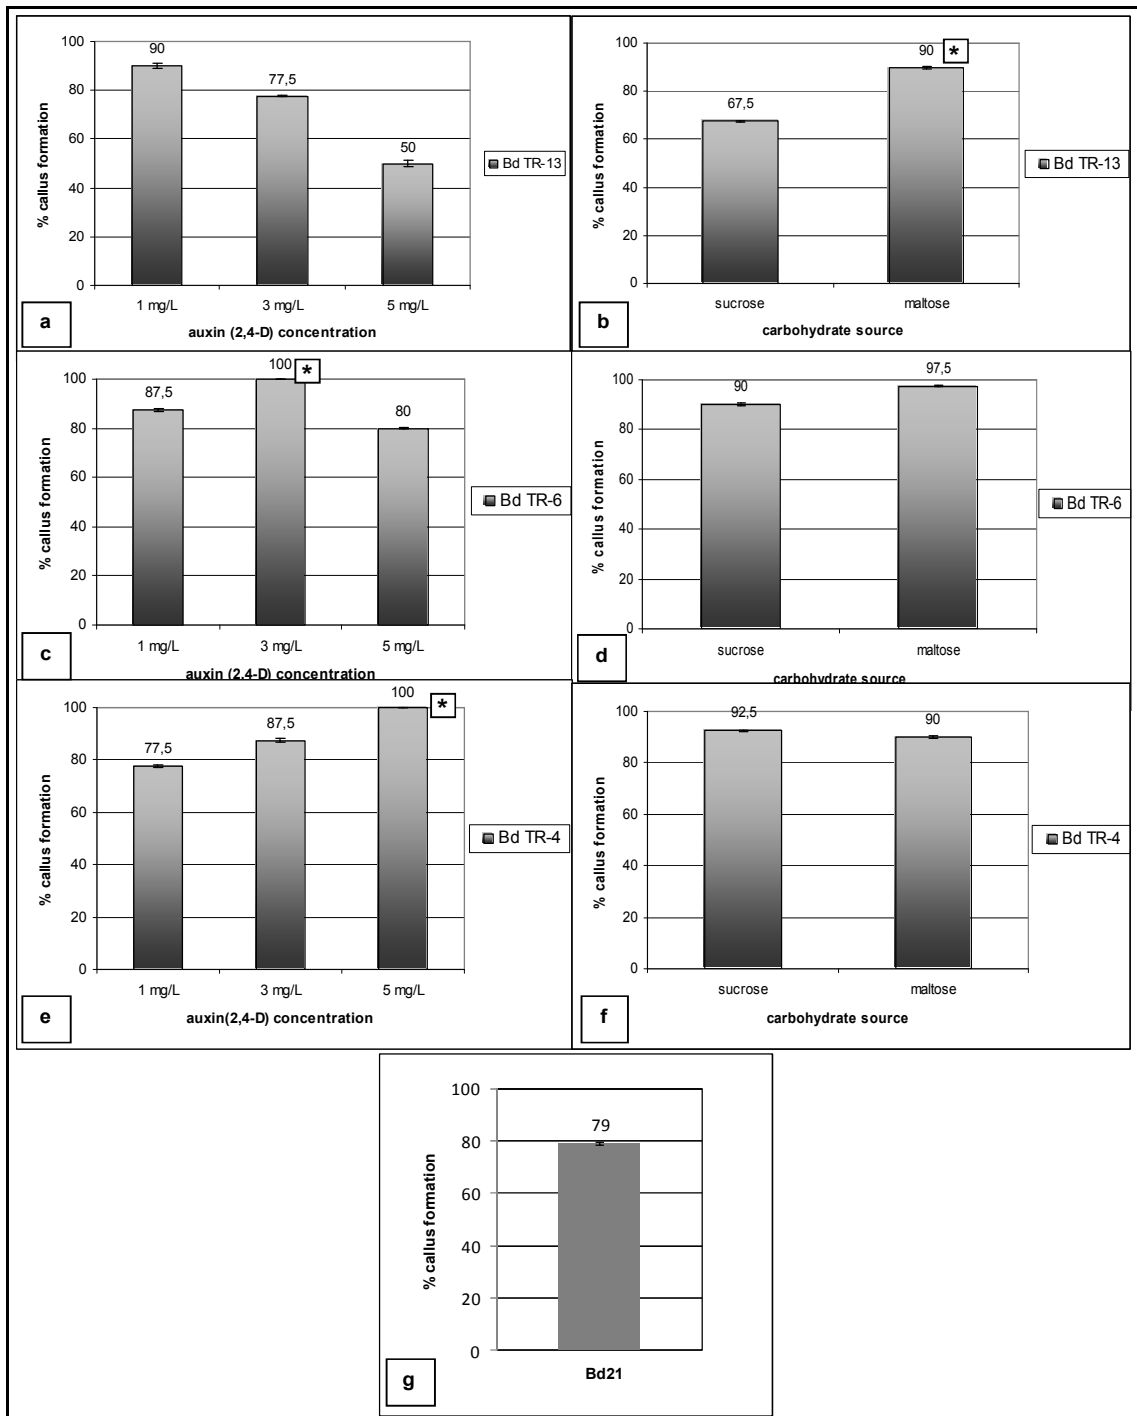 100
80
60
40
20
0
90
77,5
50
% callus formation
1 mg/L 3 mg/L 5 mg/L
auxin (2,4-D) concentration
Bd TR-13
a
100
80
60
40
20
0
67,5
90 *
% callus formation
sucrose maltose
carbohydrate source
Bd TR-13
b
100
80
60
40
20
0
87,5
100 *
80
% callus formation
1 mg/L 3 mg/L 5 mg/L
auxin (2,4-D) concentration
Bd TR-6
c
100
80
60
40
20
0
90
97,5
% callus formation
sucrose maltose
carbohydrate source
Bd TR-6
d
100
80
60
40
20
0
77,5
87,5
100 *
% callus formation
1 mg/L 3 mg/L 5 mg/L
auxin(2,4-D) concentration
Bd TR-4
e
100
80
60
40
20
0
92,5
90
% callus formation
sucrose maltose
carbohydrate source
Bd TR-4
f
100
80
60
40
20
0
79
% callus formation
Bd21
g